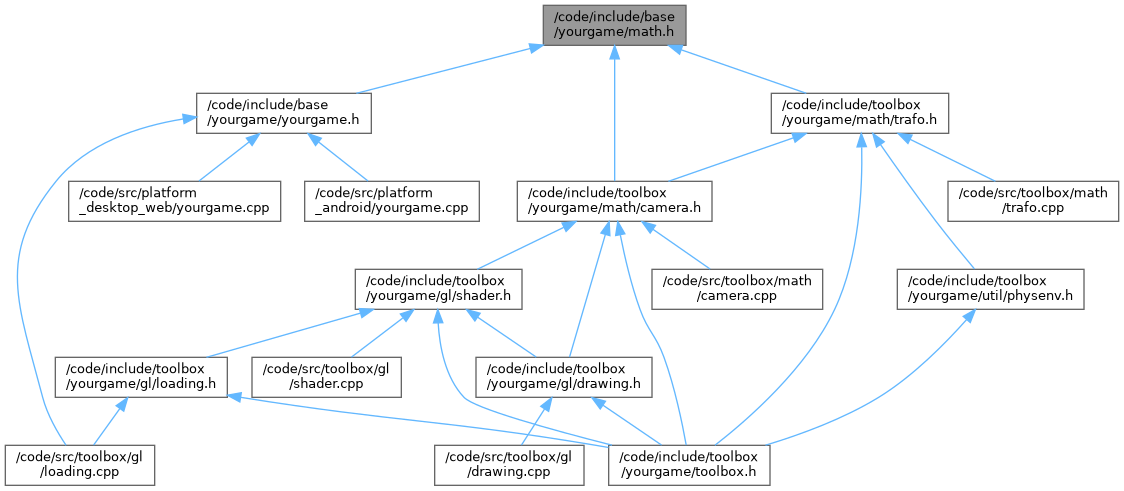 /code/include/base
/yourgame/math.h
/code/include/base
/yourgame/yourgame.h
/code/include/toolbox
/yourgame/math/trafo.h
/code/src/platform
_desktop_web/yourgame.cpp
/code/src/platform
_android/yourgame.cpp
/code/include/toolbox
/yourgame/math/camera.h
/code/src/toolbox/math
/trafo.cpp
/code/include/toolbox
/yourgame/gl/shader.h
/code/src/toolbox/math
/camera.cpp
/code/include/toolbox
/yourgame/util/physenv.h
/code/include/toolbox
/yourgame/gl/loading.h
/code/src/toolbox/gl
/shader.cpp
/code/include/toolbox
/yourgame/gl/drawing.h
/code/src/toolbox/gl
/loading.cpp
/code/src/toolbox/gl
/drawing.cpp
/code/include/toolbox
/yourgame/toolbox.h